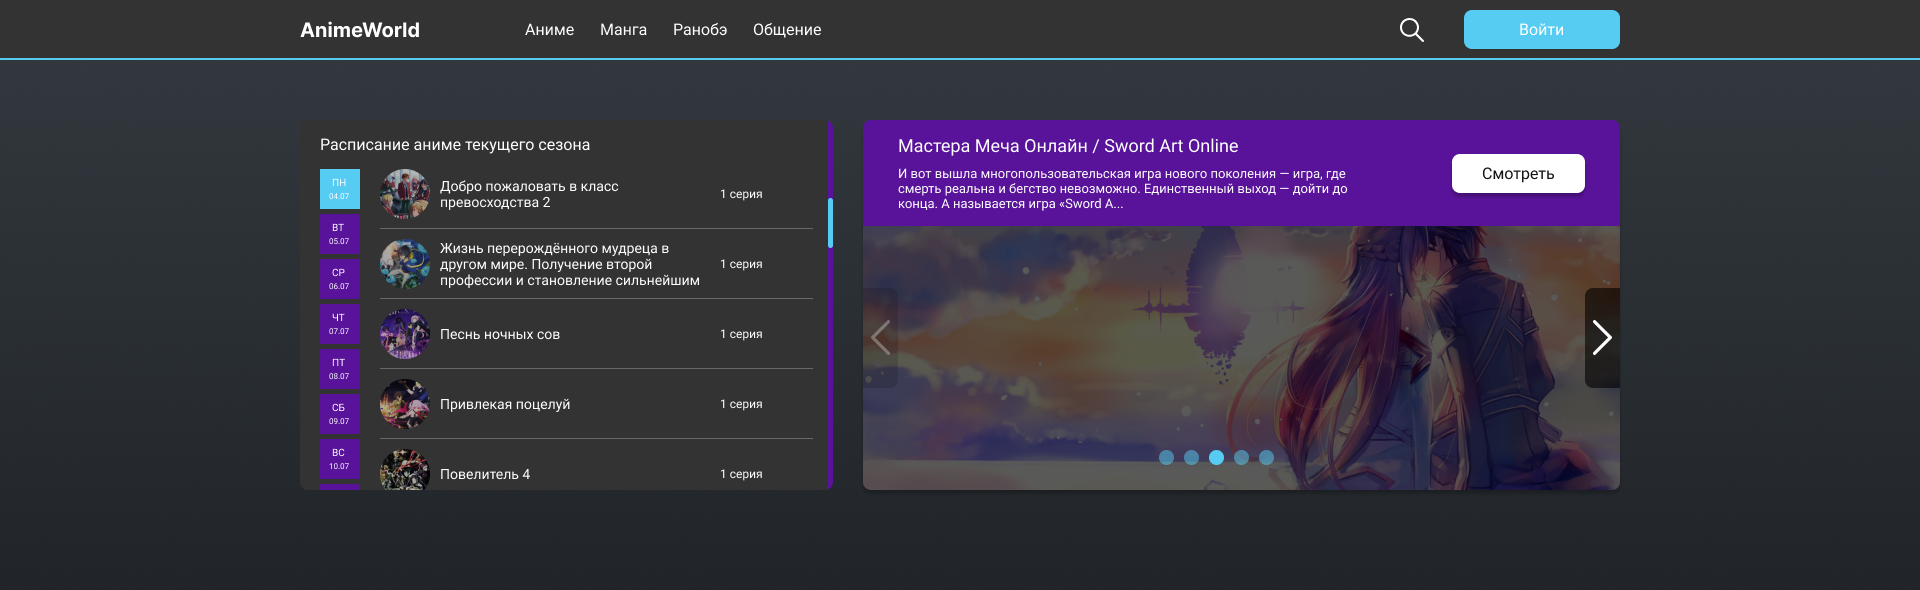 AnimeWorld
Аниме
Манга
Ранобэ
Общение
Войти
Расписание аниме текущего сезона
ПН
04.07
ВТ
05.07
СР
06.07
ЧТ
07.07
ПТ
08.07
СБ
09.07
ВС
10.07
Добро пожаловать в класс
превосходства 2
1 серия
Жизнь перерождённого мудреца в
другом мире. Получение второй
профессии и становление сильнейшим
1 серия
Песнь ночных сов
1 серия
Привлекая поцелуй
1 серия
Повелитель 4
1 серия
Мастера Меча Онлайн / Sword Art Online
И вот вышла многопользовательская игра нового поколения — игра, где
смерть реальна и бегство невозможно. Единственный выход — дойти до
конца. А называется игра «Sword A...
Смотреть